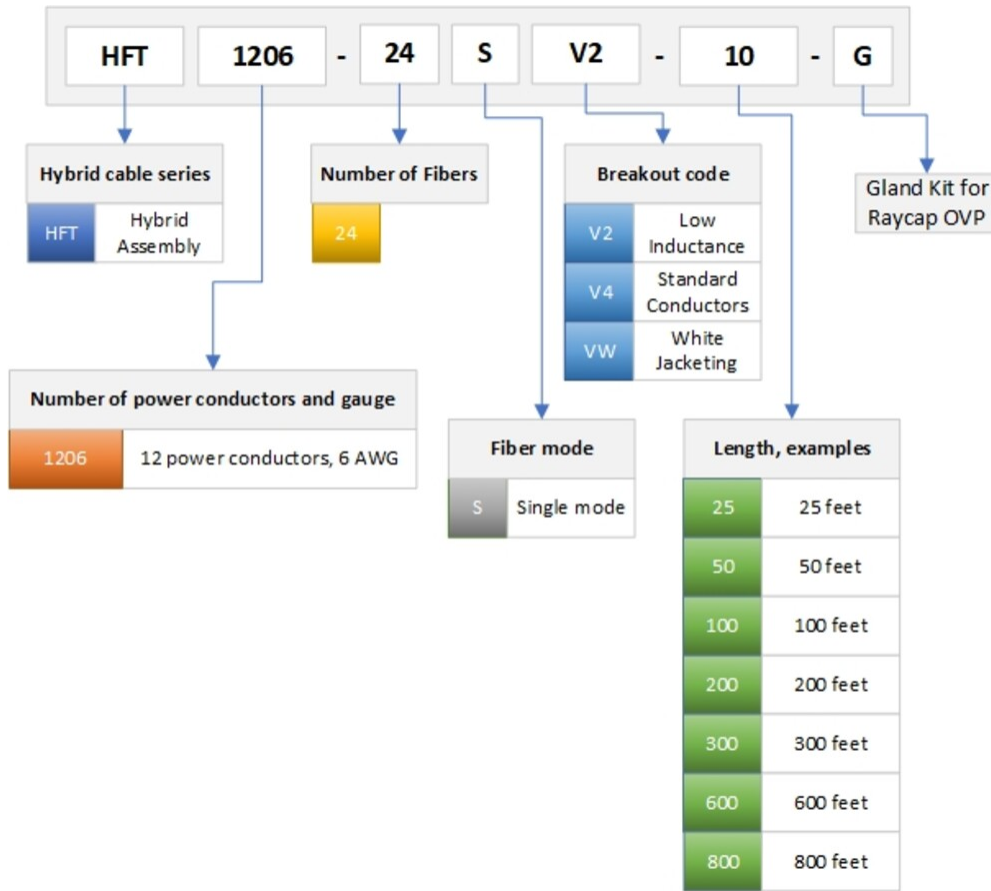 HFT 1206 - 24 S V2 - 10 - G
Hybrid cable series
HFT Hybrid
Assembly
Number of Fibers
24
Breakout code
V2 Low
Inductance
V4 Standard
Conductors
VW White
Jacketing
Gland Kit for
Raycap OVP
Number of power conductors and gauge
1206 12 power conductors, 6 AWG
Fiber mode
S Single mode
Length, examples
25 25 feet
50 50 feet
100 100 feet
200 200 feet
300 300 feet
600 600 feet
800 800 feet